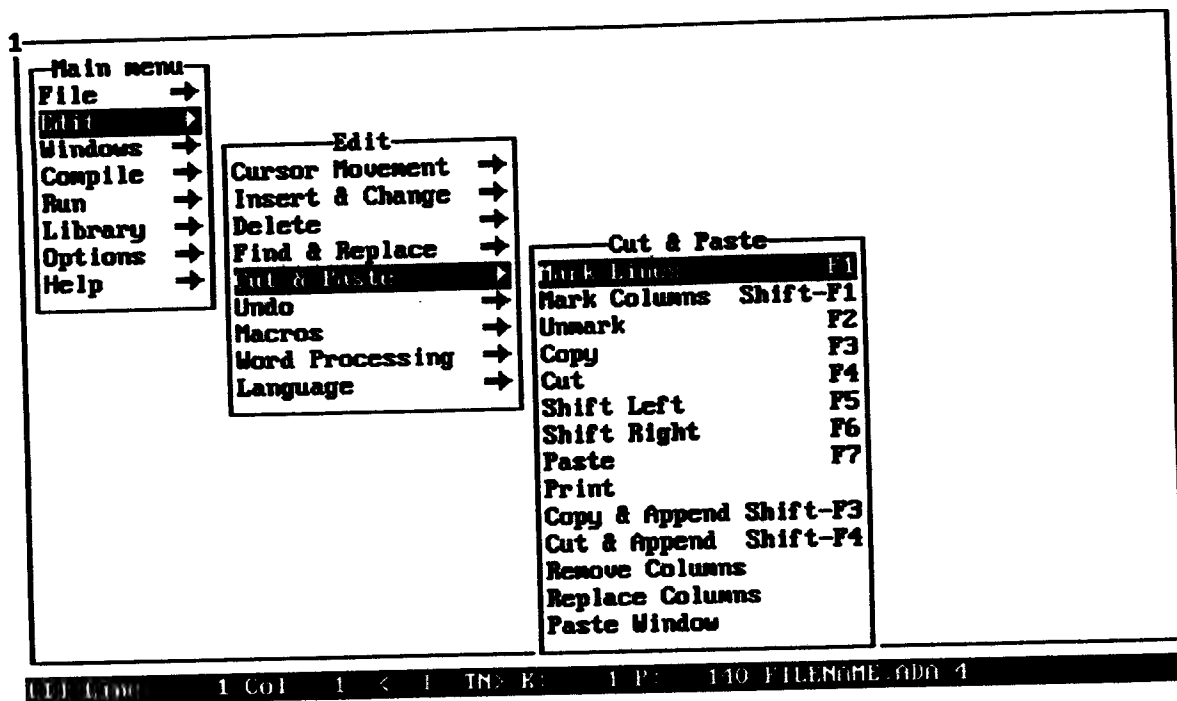 1
Main menu
File
Edit
Windows
Compile
Run
Library
Options
Help
Edit
Cursor Movement
Insert & Change
Delete
Find & Replace
Cut & Paste
Undo
Macros
Word Processing
Language
Cut & Paste
Mark Lines F1
Mark Columns Shift-F1
Unmark F2
Copy F3
Cut F4
Shift Left F5
Shift Right F6
Paste F7
Print
Copy & Append Shift-F3
Cut & Append Shift-F4
Remove Columns
Replace Columns
Paste Window
Line 1 Col 1 < I TN> K: 1 P: 140 FILENAME.ADA 4